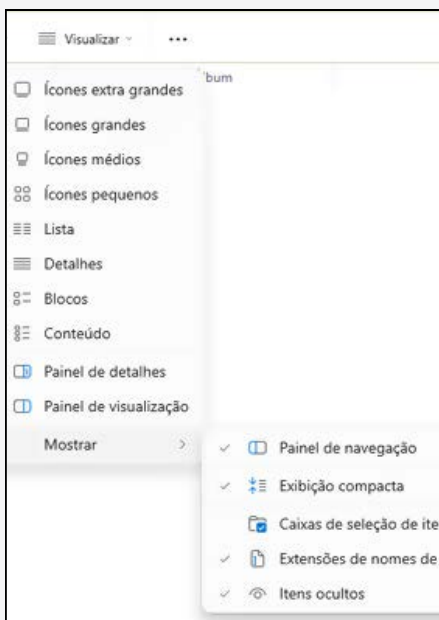 Visualizar
bum
Ícones extra grandes
Ícones grandes
Ícones médios
Ícones pequenos
Lista
Detalhes
Blocos
Conteúdo
Painel de detalhes
Painel de visualização
Mostrar
Painel de navegação
Exibição compacta
Caixas de seleção de ite
Extensões de nomes de
Itens ocultos